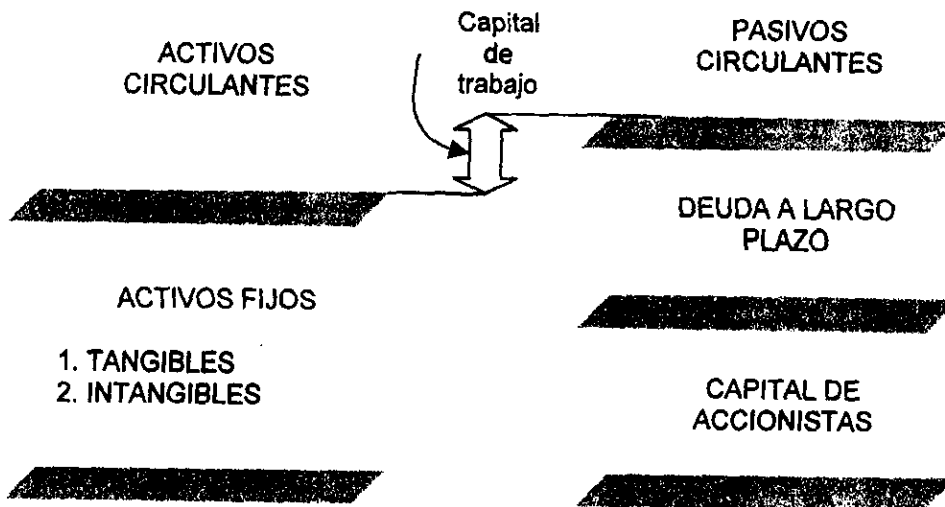 ACTIVOS
CIRCULANTES
Capital
de
trabajo
PASIVOS
CIRCULANTES
DEUDA A LARGO
PLAZO
ACTIVOS FIJOS
1. TANGIBLES
2. INTANGIBLES
CAPITAL DE
ACCIONISTAS